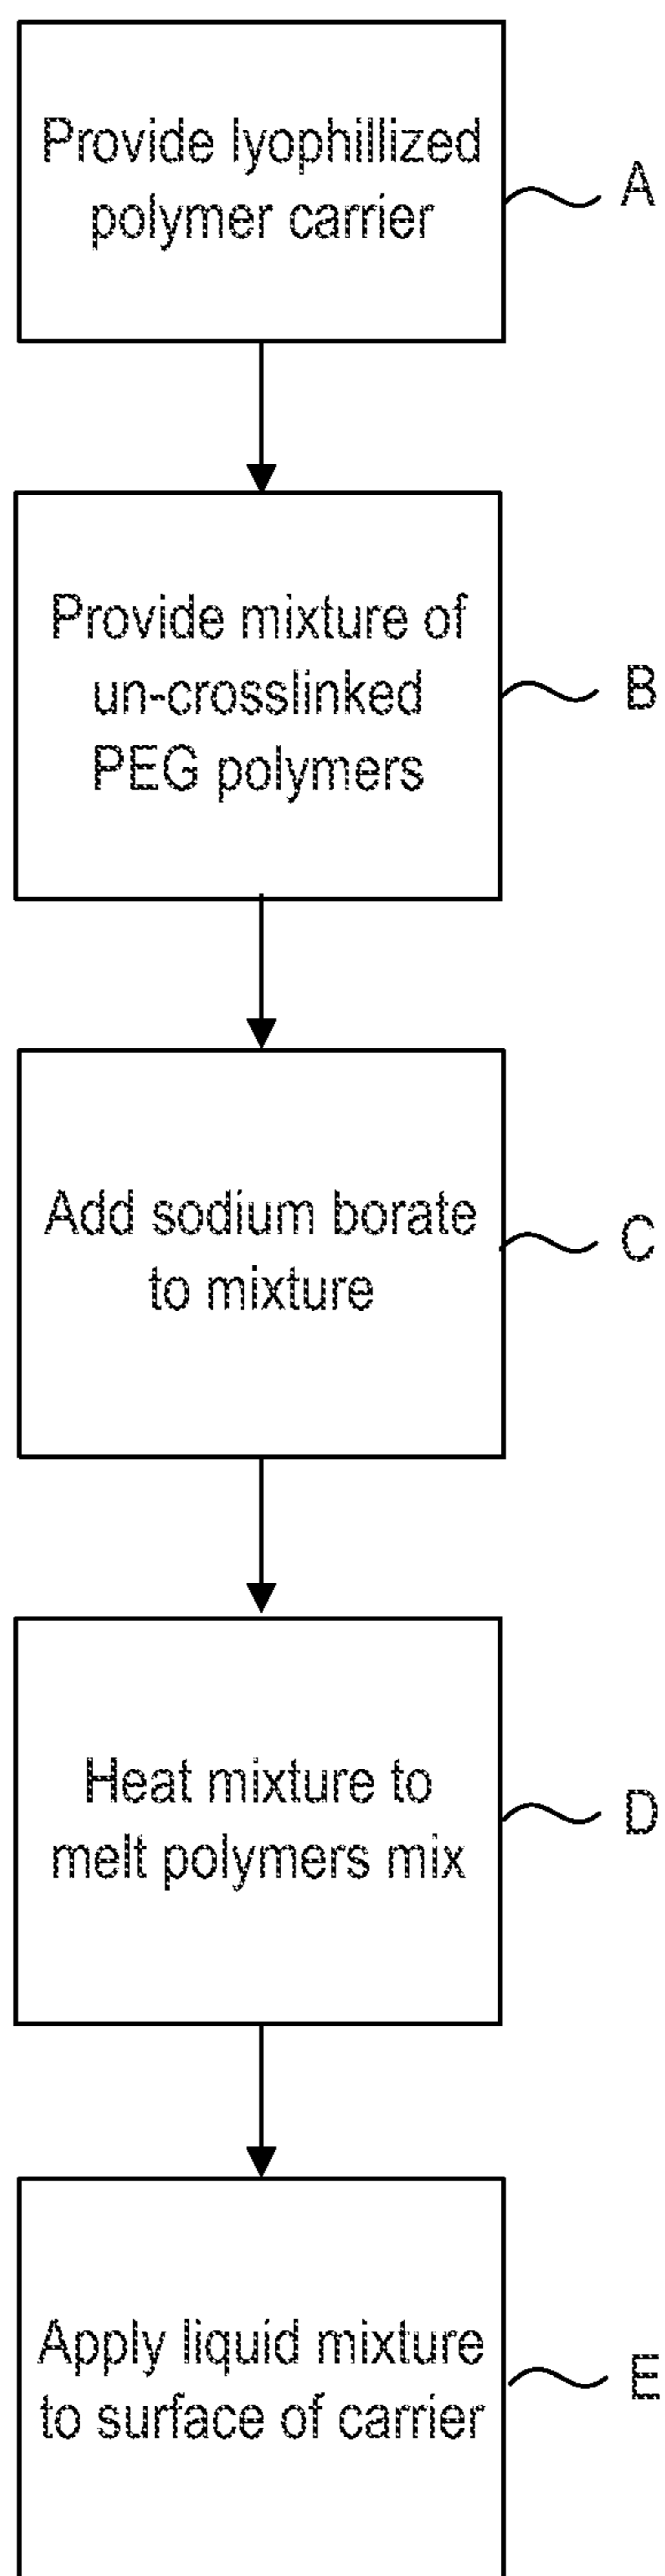 Provide lyophillized
polymer carrier
A
Provide mixture of
un-crosslinked
PEG polymers
B
Add sodium borate
to mixture
C
Heat mixture to
melt polymers mix
D
Apply liquid mixture
to surface of carrier
E